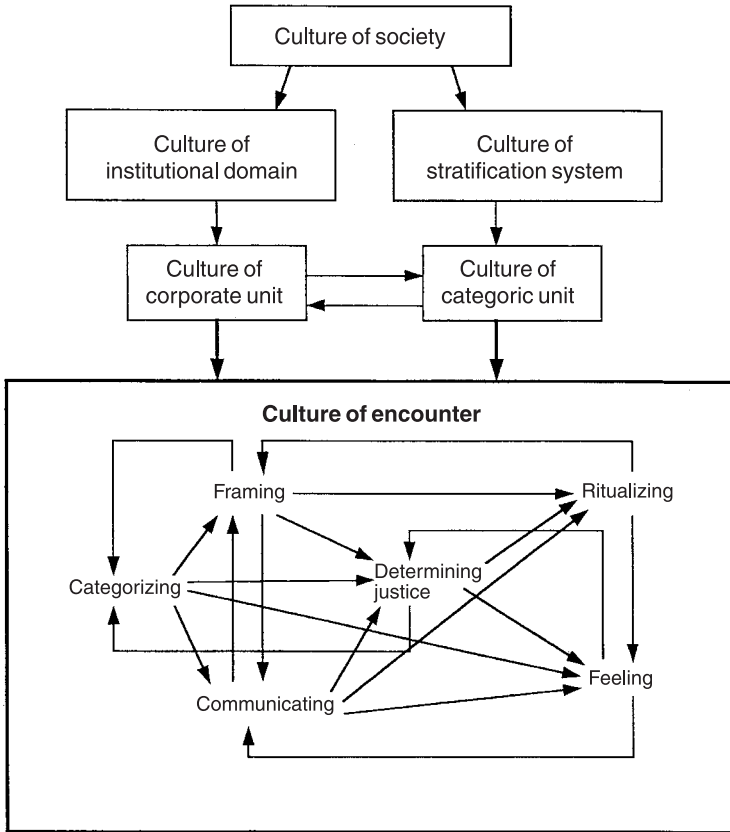 Culture of society
Culture of
institutional domain
Culture of
stratification system
Culture of
corporate unit
Culture of
categoric unit
Culture of encounter
Framing
Ritualizing
Categorizing
Determining
justice
Feeling
Communicating